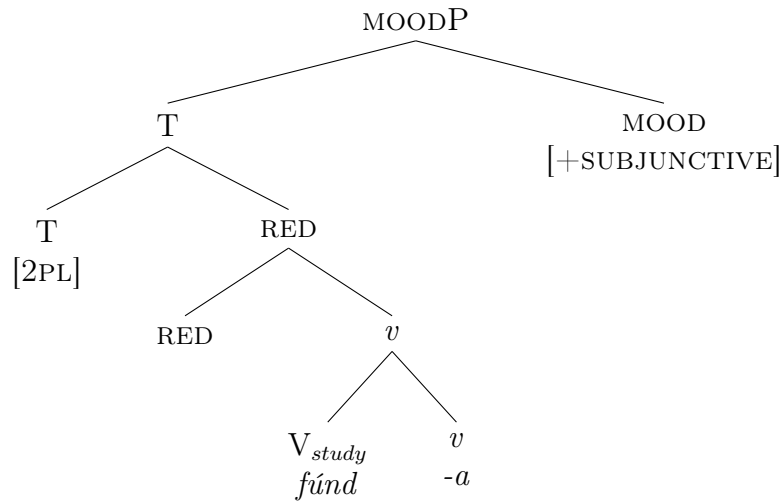 MOODP
T MOOD
[+SUBJUNCTIVE]
T RED
[2PL]
RED v
V_study v
fúnd -a